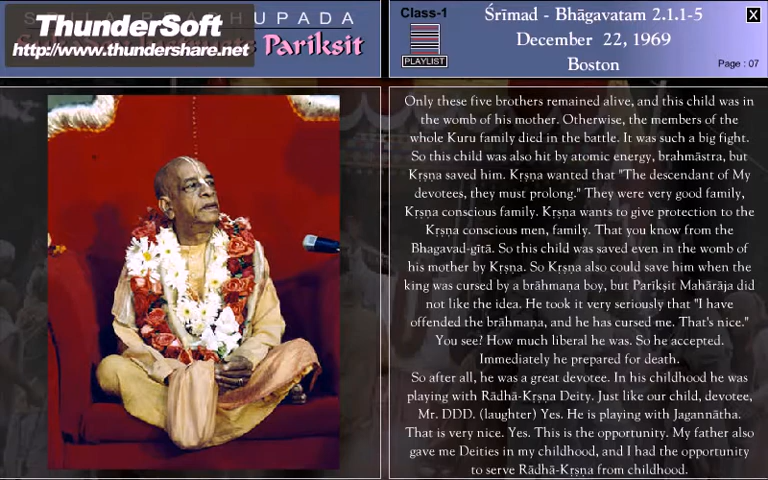 SRILA PRABHUPADA
ThunderSoft
http://www.thundershare.net
Pariksit
Class-1
PLAYLIST
Śrīmad - Bhāgavatam 2.1.1-5
December 22, 1969
Boston
X
Page : 07
Only these five brothers remained alive, and this child was in
the womb of his mother. Otherwise, the members of the
whole Kuru family died in the battle. It was such a big fight.
So this child was also hit by atomic energy, brahmāstra, but
Kṛṣṇa saved him. Kṛṣṇa wanted that "The descendant of My
devotees, they must prolong." They were very good family,
Kṛṣṇa conscious family. Kṛṣṇa wants to give protection to the
Kṛṣṇa conscious men, family. That you know from the
Bhagavad-gītā. So this child was saved even in the womb of
his mother by Kṛṣṇa. So Kṛṣṇa also could save him when the
king was cursed by a brāhmaṇa boy, but Parīkṣit Mahārāja did
not like the idea. He took it very seriously that "I have
offended the brāhmaṇa, and he has cursed me. That's nice."
You see? How much liberal he was. So he accepted.
Immediately he prepared for death.
So after all, he was a great devotee. In his childhood he was
playing with Rādhā-Kṛṣṇa Deity. Just like our child, devotee,
Mr. DDD. (laughter) Yes. He is playing with Jagannātha.
That is very nice. Yes. This is the opportunity. My father also
gave me Deities in my childhood, and I had the opportunity
to serve Rādhā-Kṛṣṇa from childhood.